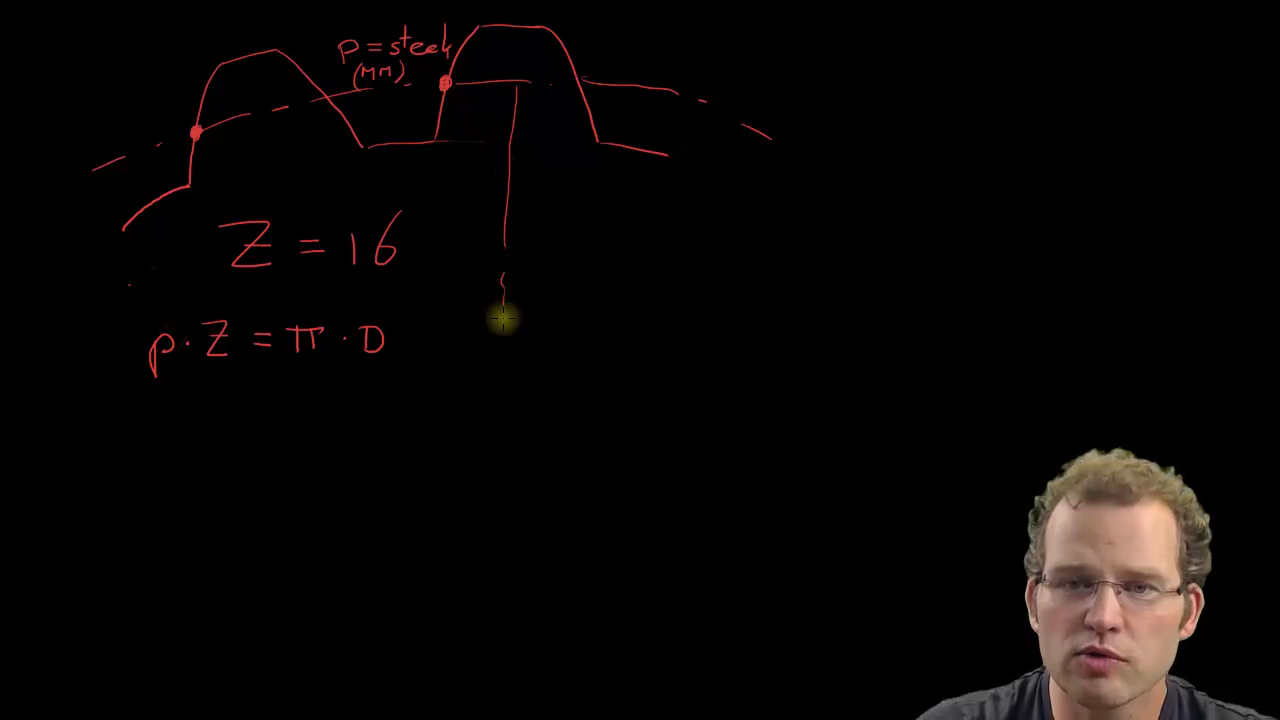 p = steek
(MM)
Z = 16
p · Z = π · D